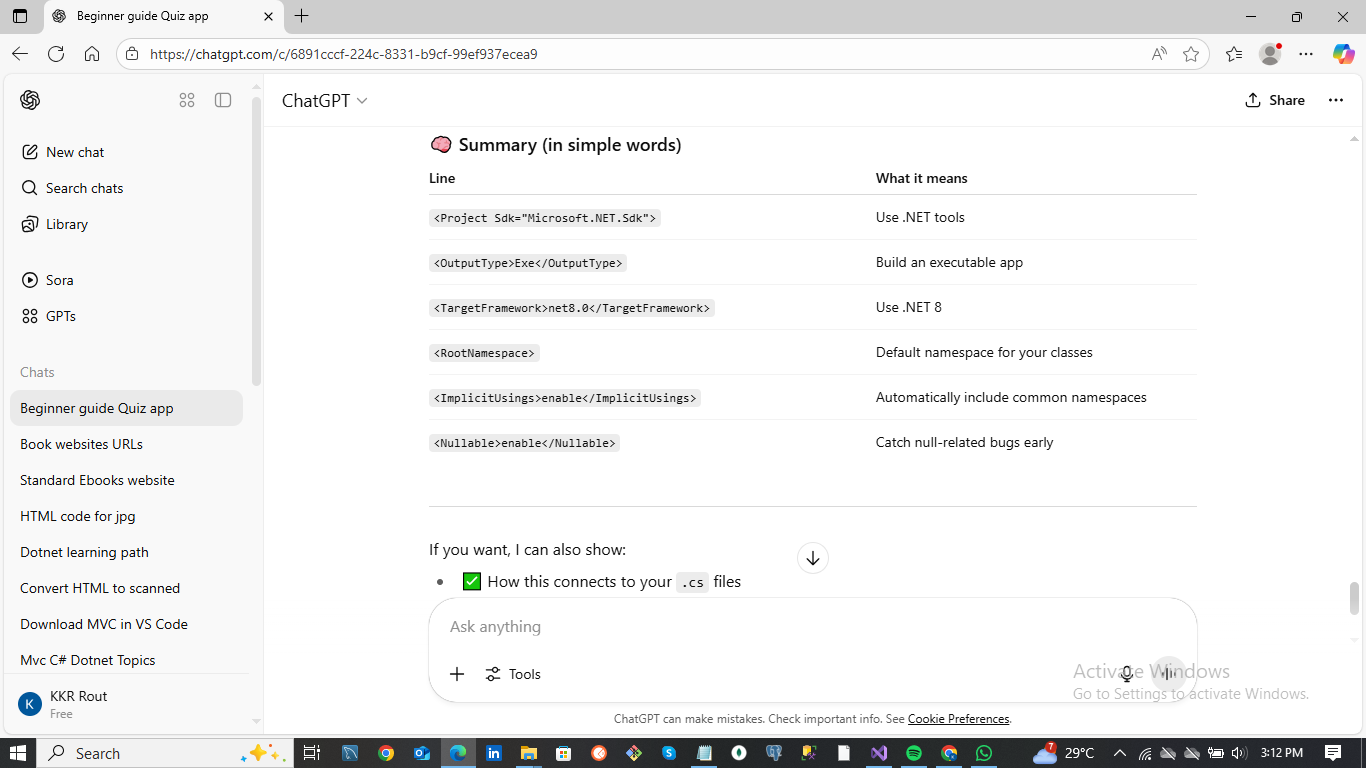 Beginner guide Quiz app
https://chatgpt.com/c/6891cccf-224c-8331-b9cf-99ef937ecea9
ChatGPT
Share
New chat
Search chats
Library
Sora
GPTs
Chats
Beginner guide Quiz app
Book websites URLs
Standard Ebooks website
HTML code for jpg
Dotnet learning path
Convert HTML to scanned
Download MVC in VS Code
Mvc C# Dotnet Topics
K
KKR Rout
Free
🧠 Summary (in simple words)
Line What it means
<Project Sdk="Microsoft.NET.Sdk"> Use .NET tools
<OutputType>Exe</OutputType> Build an executable app
<TargetFramework>net8.0</TargetFramework> Use .NET 8
<RootNamespace> Default namespace for your classes
<ImplicitUsings>enable</ImplicitUsings> Automatically include common namespaces
<Nullable>enable</Nullable> Catch null-related bugs early
If you want, I can also show:
• ✅ How this connects to your .cs files
Ask anything
Tools
Activate Windows
Go to Settings to activate Windows.
ChatGPT can make mistakes. Check important info. See Cookie Preferences.
Search
7
29°C
3:12 PM